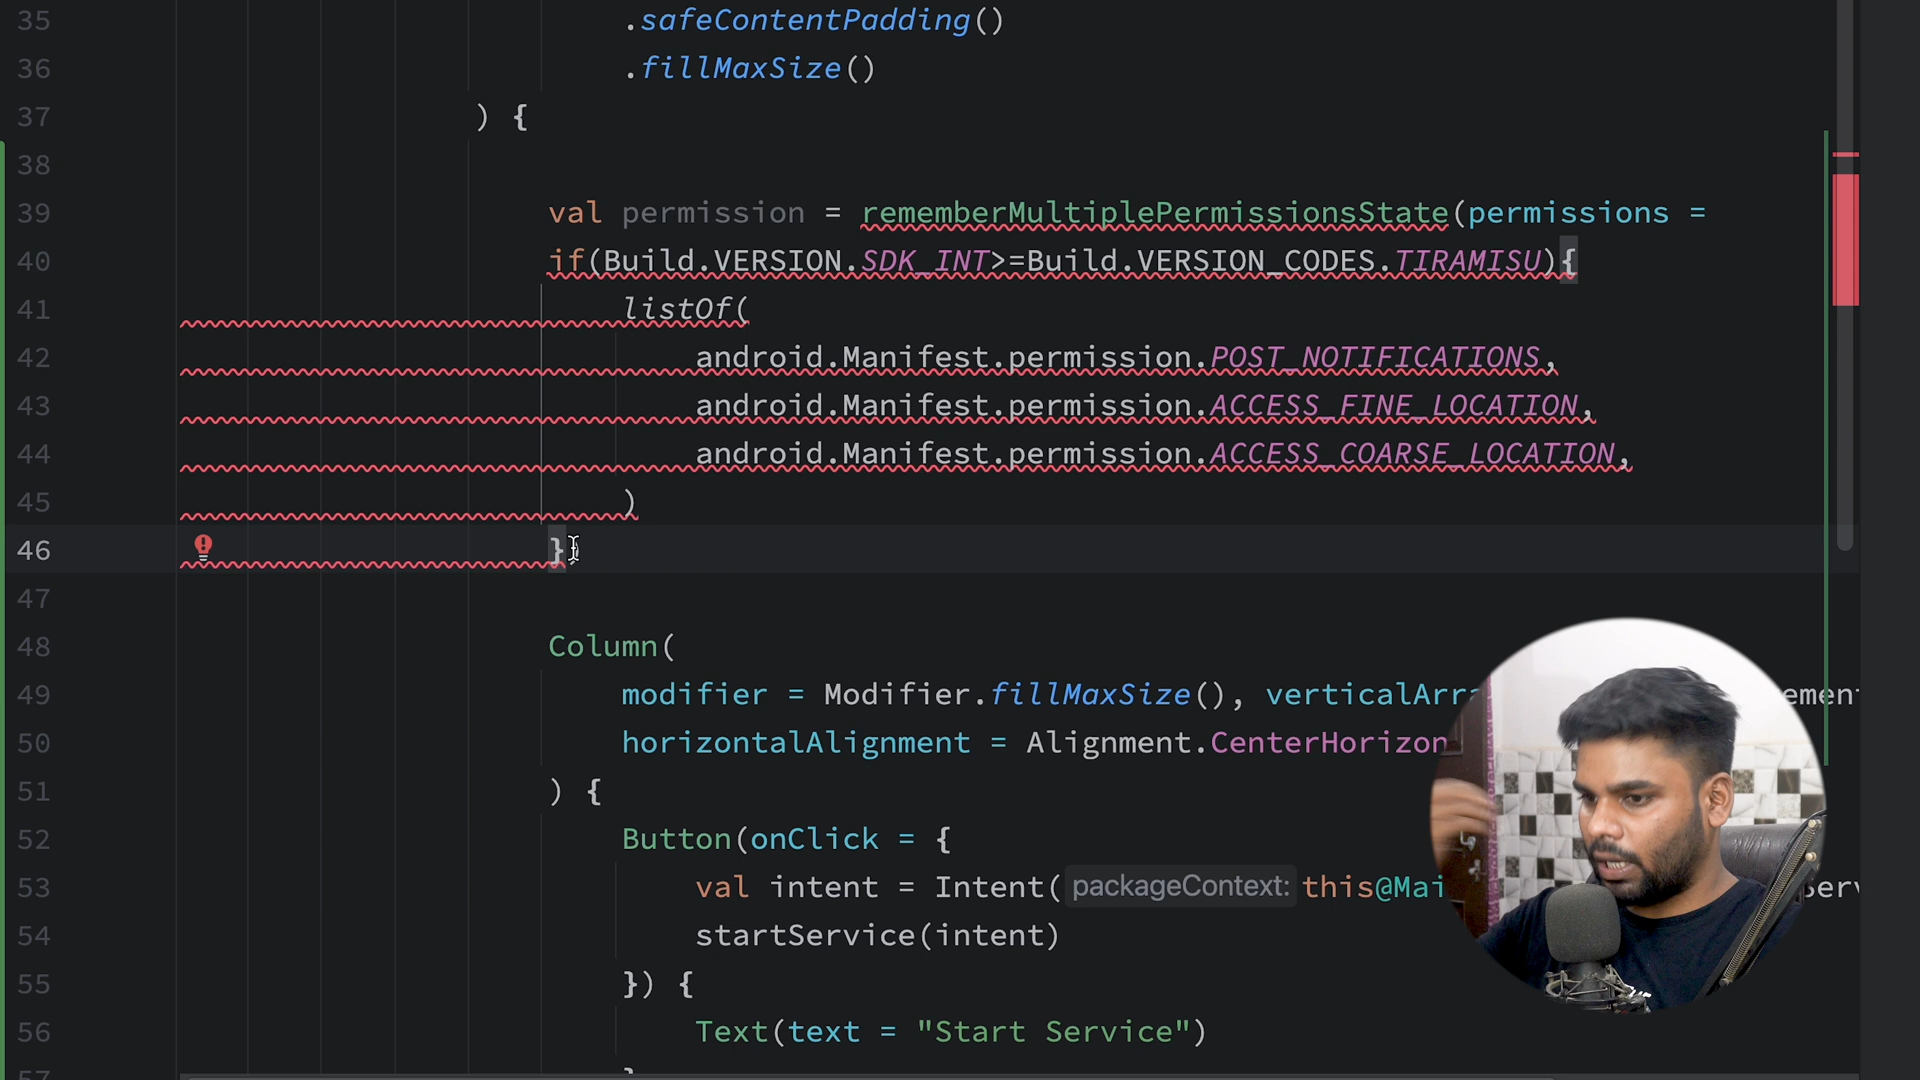 35 .safeContentPadding()
36 .fillMaxSize()
37 ) {
38
39 val permission = rememberMultiplePermissionsState(permissions =
40 if(Build.VERSION.SDK_INT>=Build.VERSION_CODES.TIRAMISU){
41 listOf(
42 android.Manifest.permission.POST_NOTIFICATIONS,
43 android.Manifest.permission.ACCESS_FINE_LOCATION,
44 android.Manifest.permission.ACCESS_COARSE_LOCATION,
45 )
46 }
47
48 Column(
49 modifier = Modifier.fillMaxSize(), verticalArra
50 horizontalAlignment = Alignment.CenterHorizon
51 ) {
52 Button(onClick = {
53 val intent = Intent( packageContext: this@Mai
54 startService(intent)
55 }) {
56 Text(text = "Start Service")
57 }